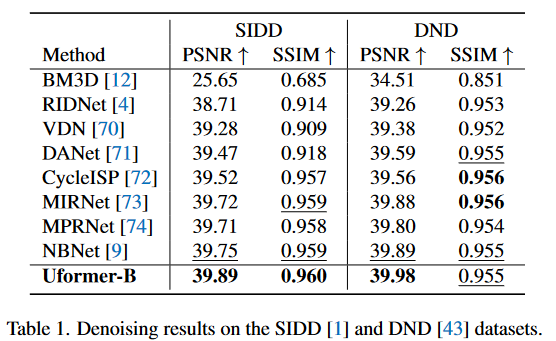 SIDD DND
Method PSNR ↑ SSIM ↑ PSNR ↑ SSIM ↑
BM3D [12] 25.65 0.685 34.51 0.851
RIDNet [4] 38.71 0.914 39.26 0.953
VDN [70] 39.28 0.909 39.38 0.952
DANet [71] 39.47 0.918 39.59 0.955
CycleISP [72] 39.52 0.957 39.56 0.956
MIRNet [73] 39.72 0.959 39.88 0.956
MPRNet [74] 39.71 0.958 39.80 0.954
NBNet [9] 39.75 0.959 39.89 0.955
Uformer-B 39.89 0.960 39.98 0.955
Table 1. Denoising results on the SIDD [1] and DND [43] datasets.